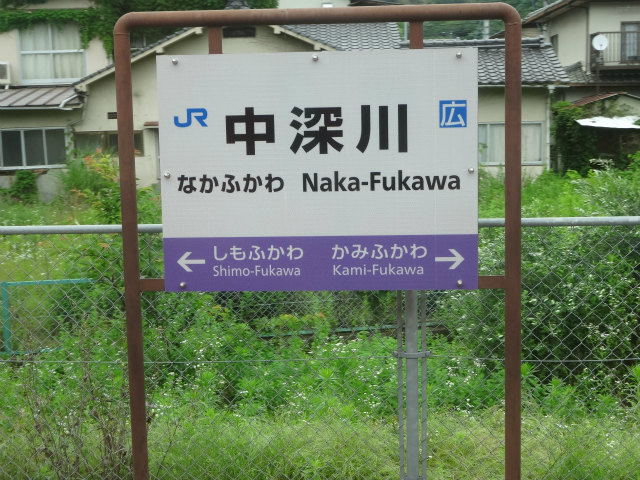 JR 中深川 広
なかふかわ Naka-Fukawa
← しもふかわ かみふかわ →
Shimo-Fukawa Kami-Fukawa